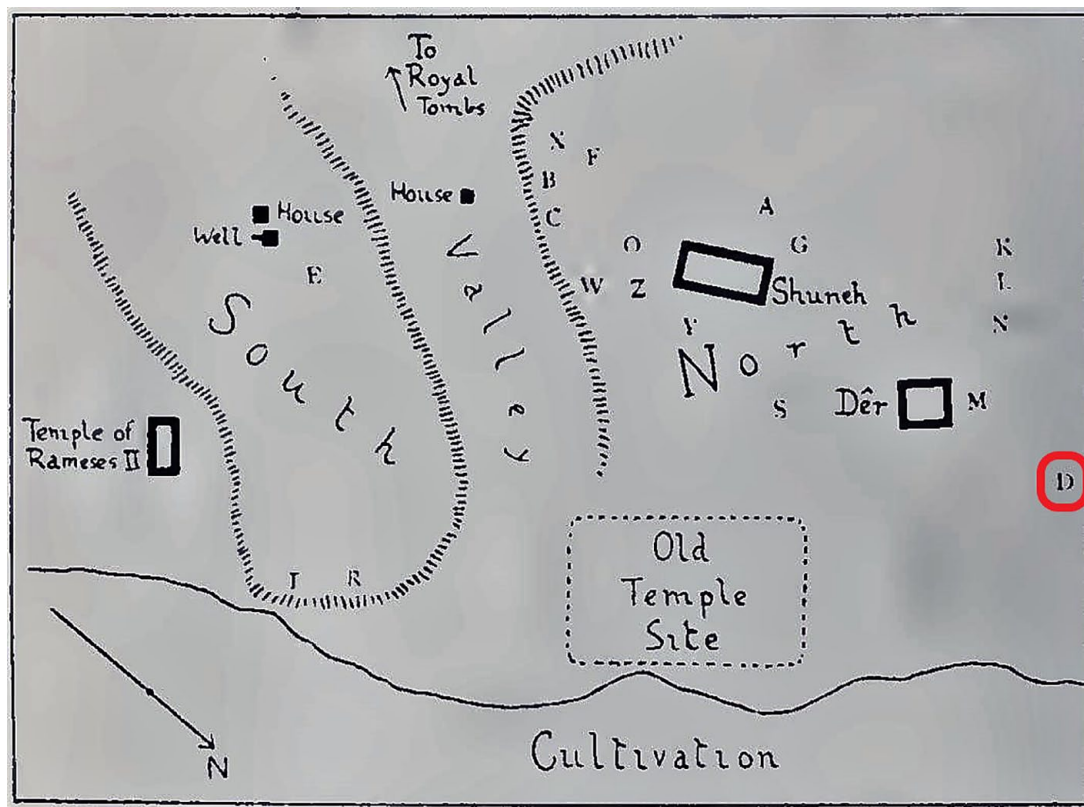 To
Royal
Tombs
X
F
B
House
C
A
House
Well
O
G
K
E
W
Z
L
Shuneh
Valley
South
North
N
Y
S
Dêr
M
Temple of
Rameses II
D
Old
Temple
Site
T
R
N
Cultivation